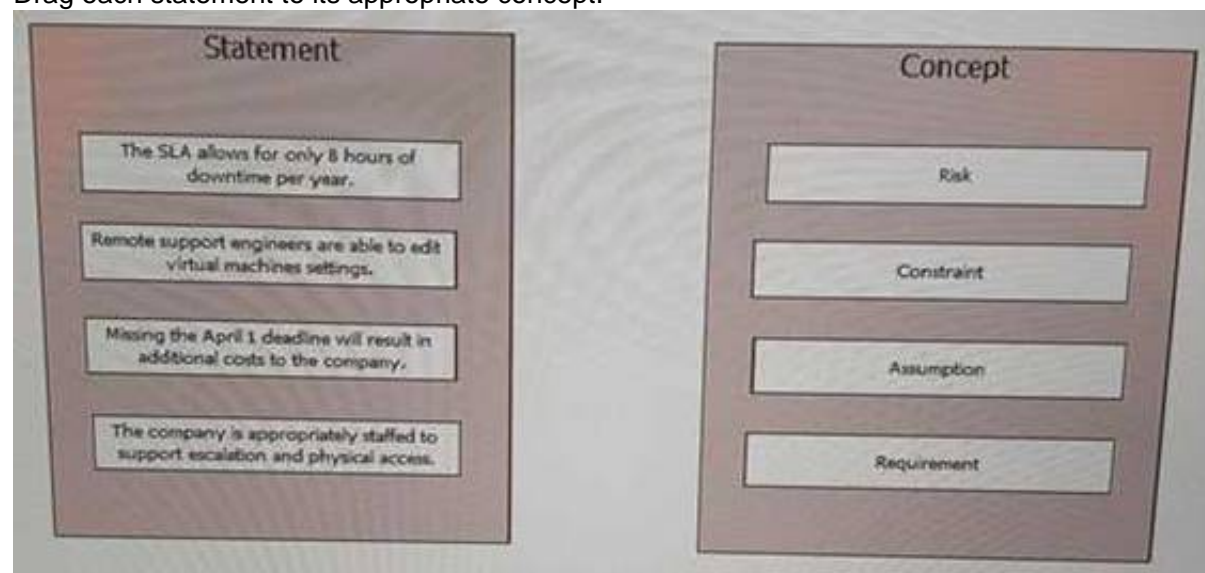 Drag each statement to its appropriate concept.
Statement
The SLA allows for only 8 hours of
downtime per year.
Remote support engineers are able to edit
virtual machines settings.
Missing the April 1 deadline will result in
additional costs to the company.
The company is appropriately staffed to
support escalation and physical access.
Concept
Risk
Constraint
Assumption
Requirement